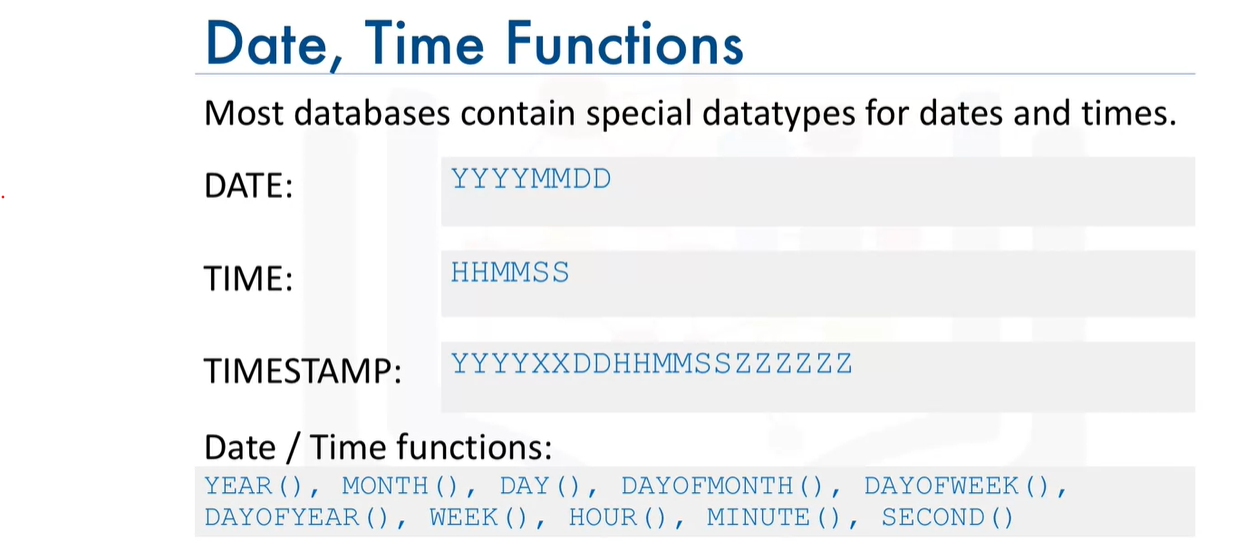 Date, Time Functions
Most databases contain special datatypes for dates and times.
DATE: YYYYMMDD
TIME: HHMMSS
TIMESTAMP: YYYYXXDDHHMMSSZZZZZZ
Date / Time functions:
YEAR(), MONTH(), DAY(), DAYOFMONTH(), DAYOFWEEK(),
DAYOFYEAR(), WEEK(), HOUR(), MINUTE(), SECOND()